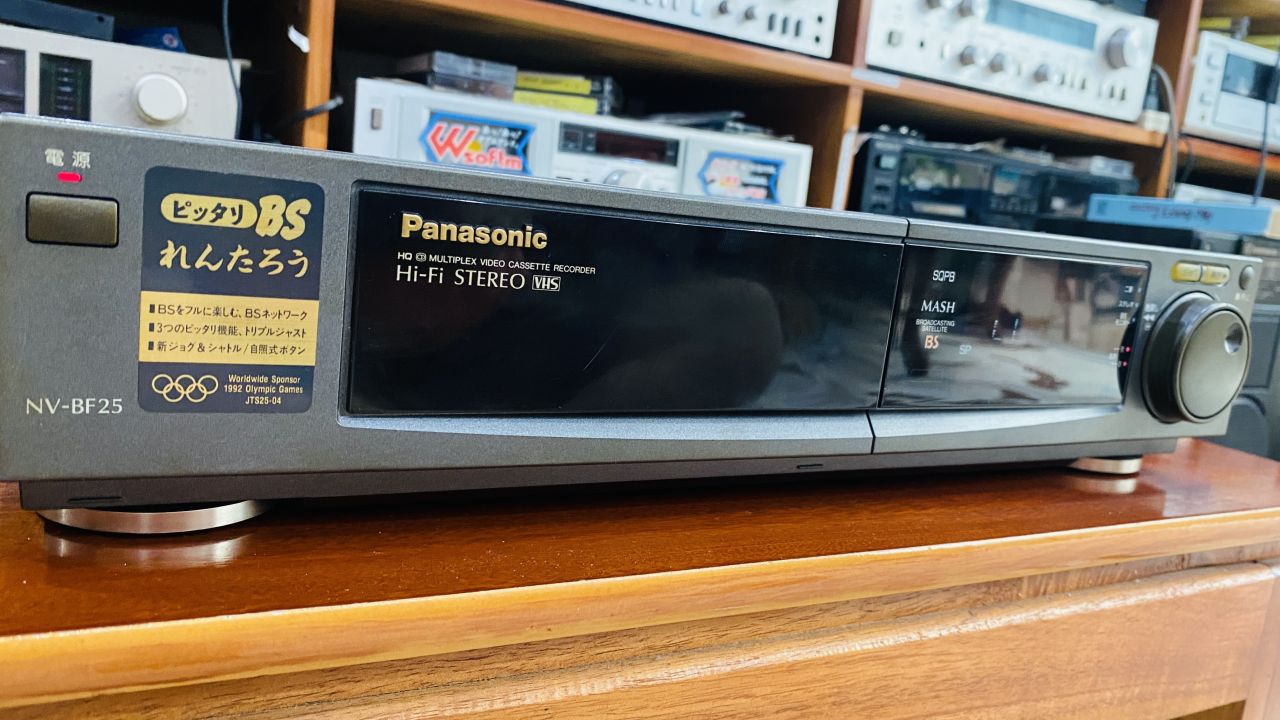 電源
ピッタリBS
れんたろう
■BSをフルに楽しむ、BSネットワーク
■3つのピッタリ機能、トリプルジャスト
■新ジョグ&シャトル/自照式ボタン
Worldwide Sponsor
1992 Olympic Games
JTS25-04
NV-BF25
Panasonic
HQ MULTIPLEX VIDEO CASSETTE RECORDER
Hi-Fi STEREO VHS
SQPB
MASH
BROADCASTING
SATELLITE
BS
SP